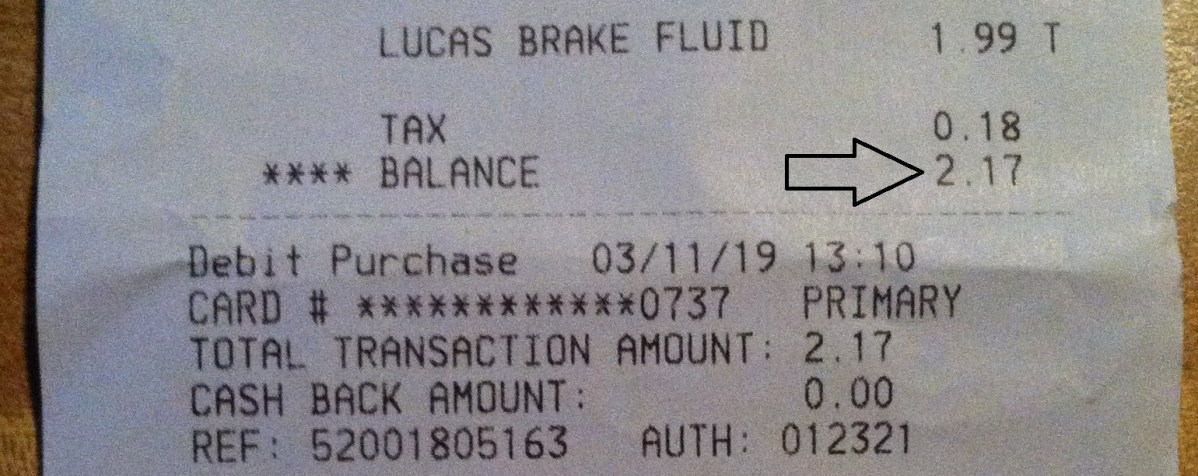 LUCAS BRAKE FLUID 1.99 T
TAX 0.18
**** BALANCE 2.17
Debit Purchase 03/11/19 13:10
CARD # ************0737 PRIMARY
TOTAL TRANSACTION AMOUNT: 2.17
CASH BACK AMOUNT: 0.00
REF: 52001805163 AUTH: 012321